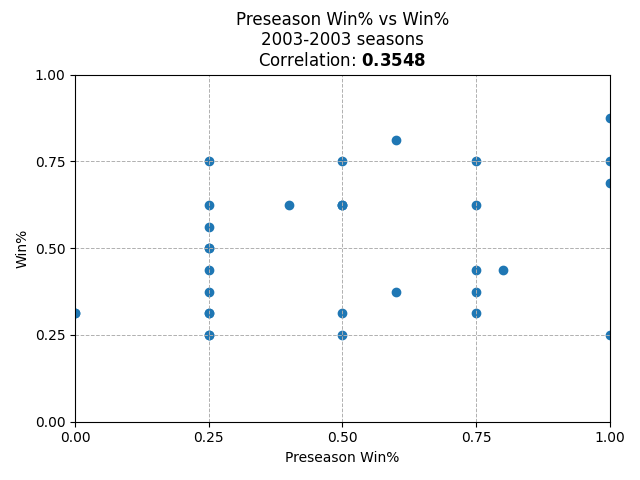 Preseason Win% vs Win%
2003-2003 seasons
Correlation: 0.3548
1.00
0.75
0.50
0.25
0.00
Win%
0.00 0.25 0.50 0.75 1.00
Preseason Win%